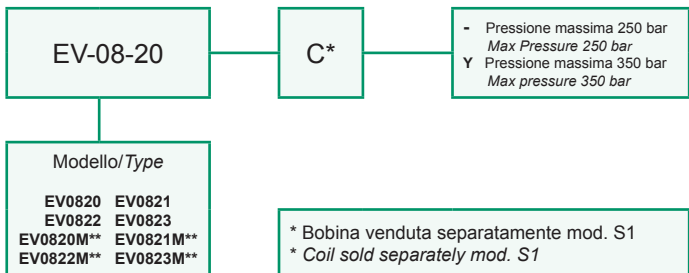 EV-08-20
C*
- Pressione massima 250 bar
Max Pressure 250 bar
Y Pressione massima 350 bar
Max pressure 350 bar
Modello/Type
EV0820 EV0821
EV0822 EV0823
EV0820M** EV0821M**
EV0822M** EV0823M**
* Bobina venduta separatamente mod. S1
* Coil sold separately mod. S1